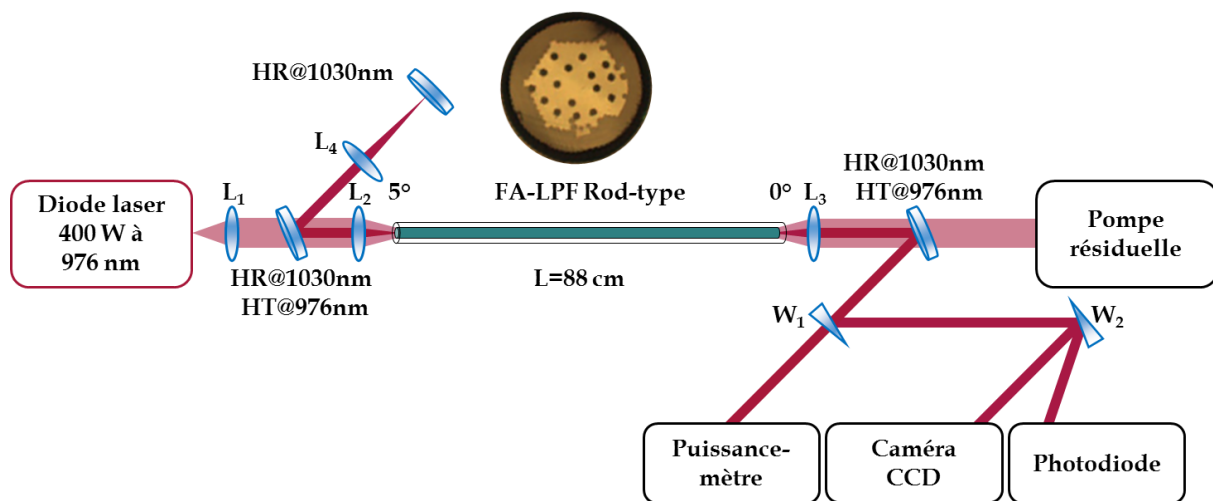 HR@1030nm
L4
L1
L2
5°
FA-LPF Rod-type
0°
L3
HR@1030nm
HT@976nm
Diode laser
400 W à
976 nm
Pompe
résiduelle
HR@1030nm
HT@976nm
L=88 cm
W1
W2
Puissance-
mètre
Caméra
CCD
Photodiode